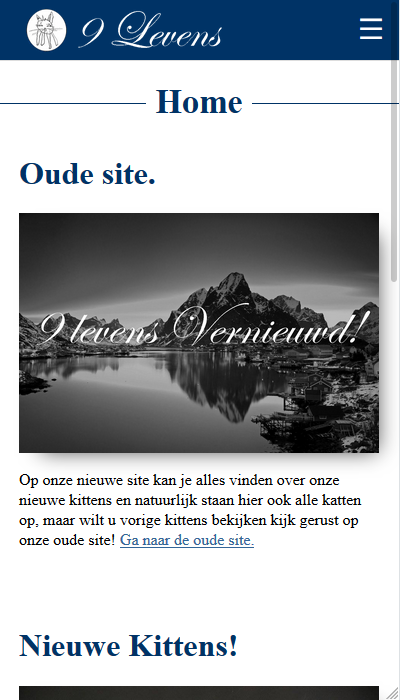 9 Levens
Home
Oude site.
9 levens Vernieuwd!
Op onze nieuwe site kan je alles vinden over onze
nieuwe kittens en natuurlijk staan hier ook alle katten
op, maar wilt u vorige kittens bekijken kijk gerust op
onze oude site! Ga naar de oude site.
Nieuwe Kittens!